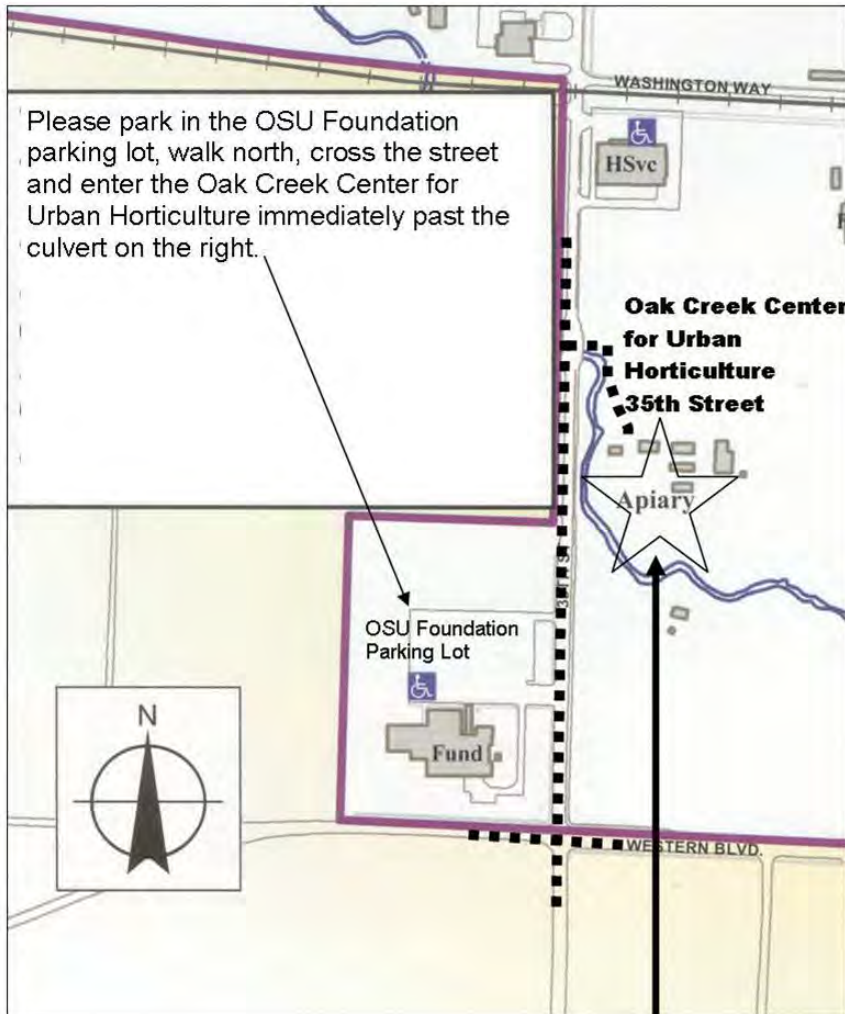 WASHINGTON WAY
Please park in the OSU Foundation
parking lot, walk north, cross the street
and enter the Oak Creek Center for
Urban Horticulture immediately past the
culvert on the right.
HSvc
Oak Creek Center
for Urban
Horticulture
35th Street
Apiary
OSU Foundation
Parking Lot
Fund
N
WESTERN BLVD.